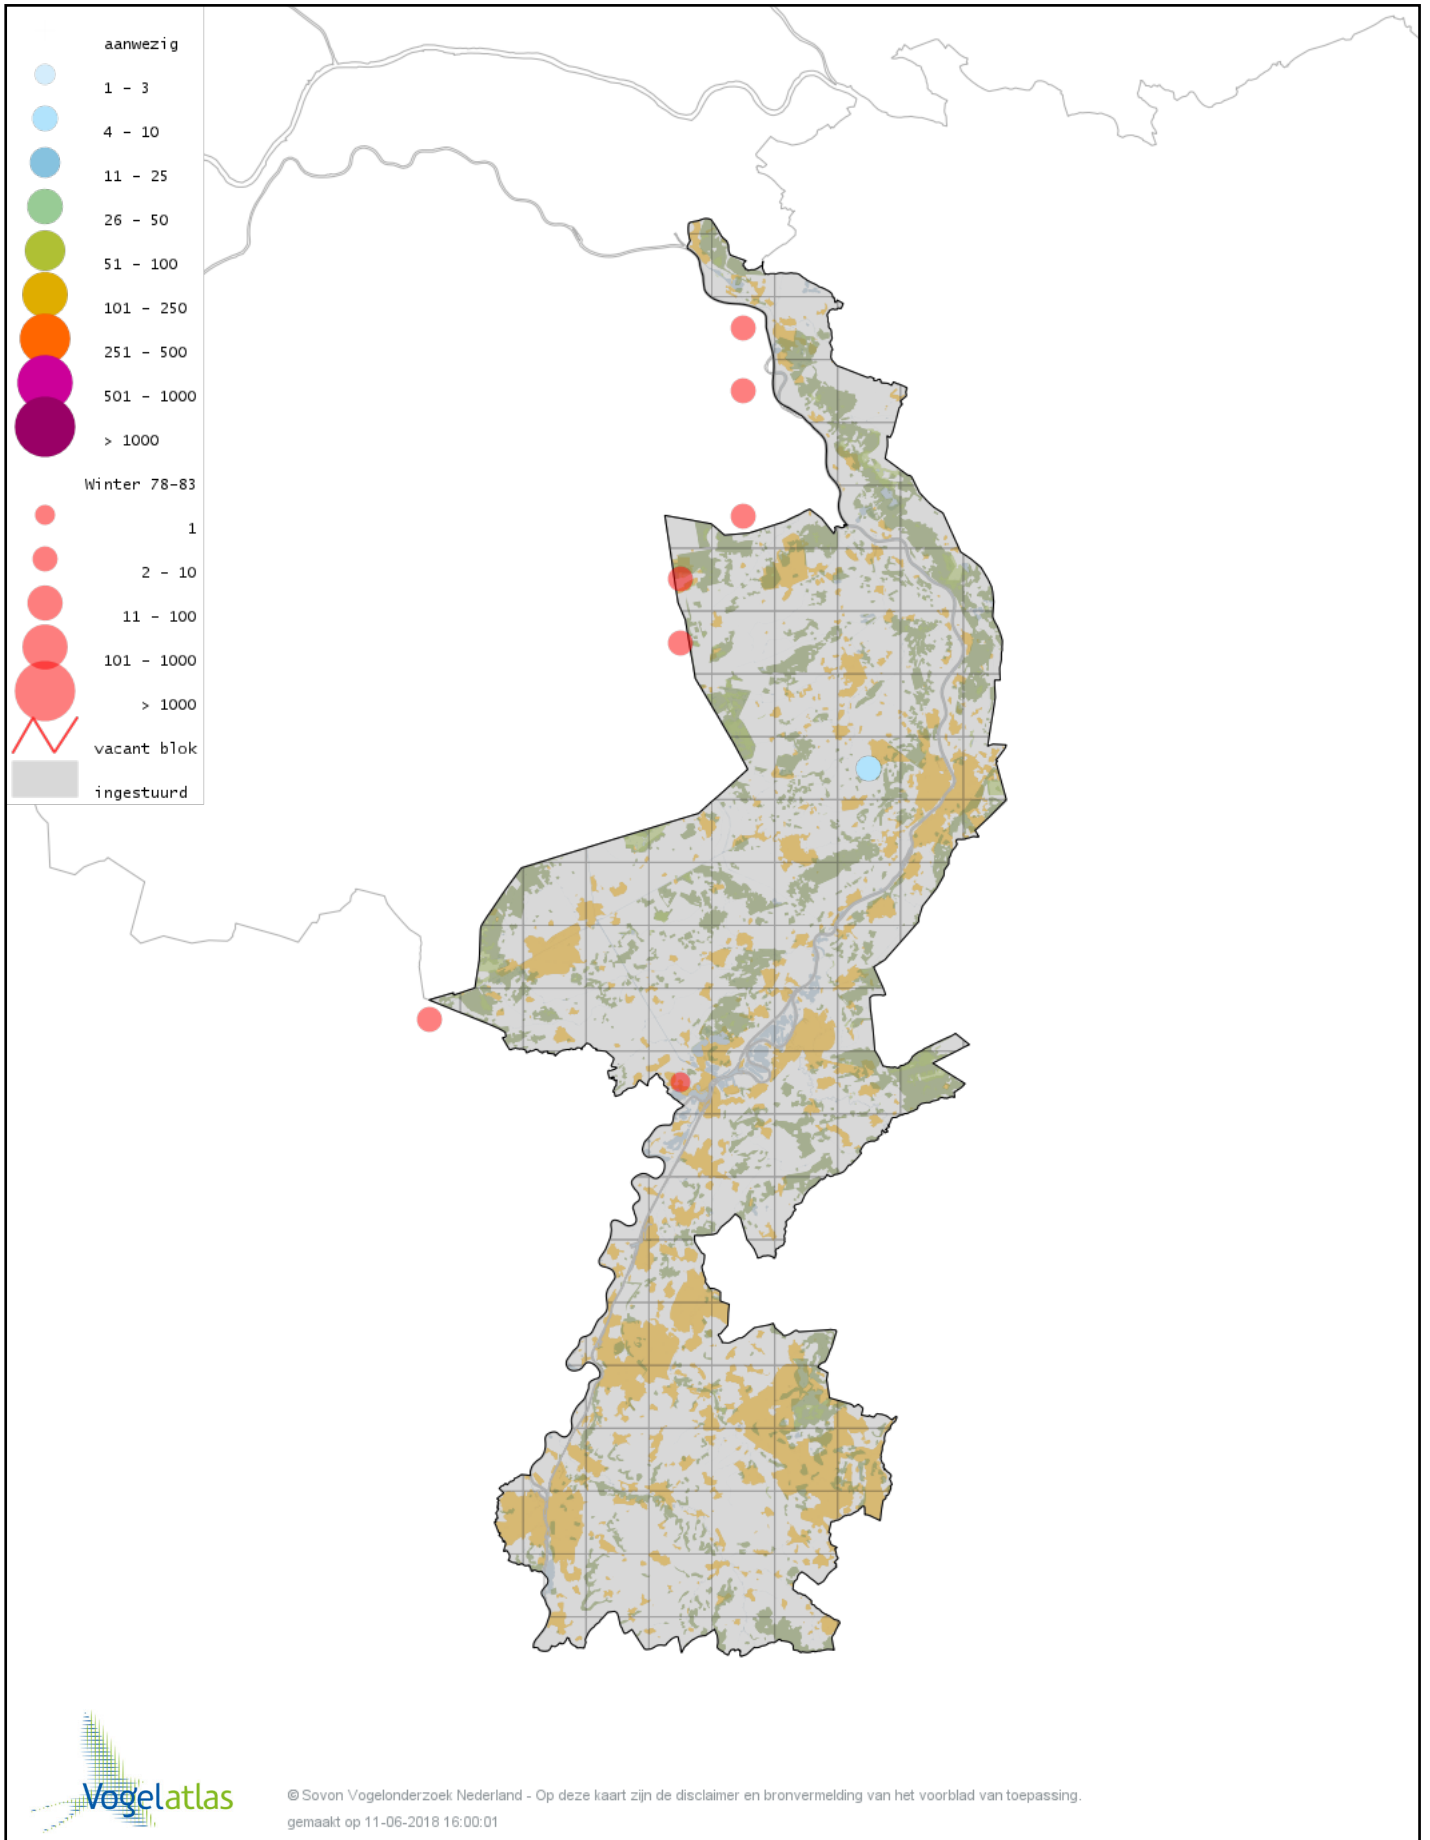 aanwezig
1 – 3
4 – 10
11 – 25
26 – 50
51 – 100
101 – 250
251 – 500
501 – 1000
> 1000
Winter 78-83
1
2 – 10
11 – 100
101 – 1000
> 1000
vacant blok
ingestuurd
Vogelatlas
© Sovon Vogelonderzoek Nederland - Op deze kaart zijn de disclaimer en bronvermelding van het voorblad van toepassing.
gemaakt op 11-06-2018 16:00:01